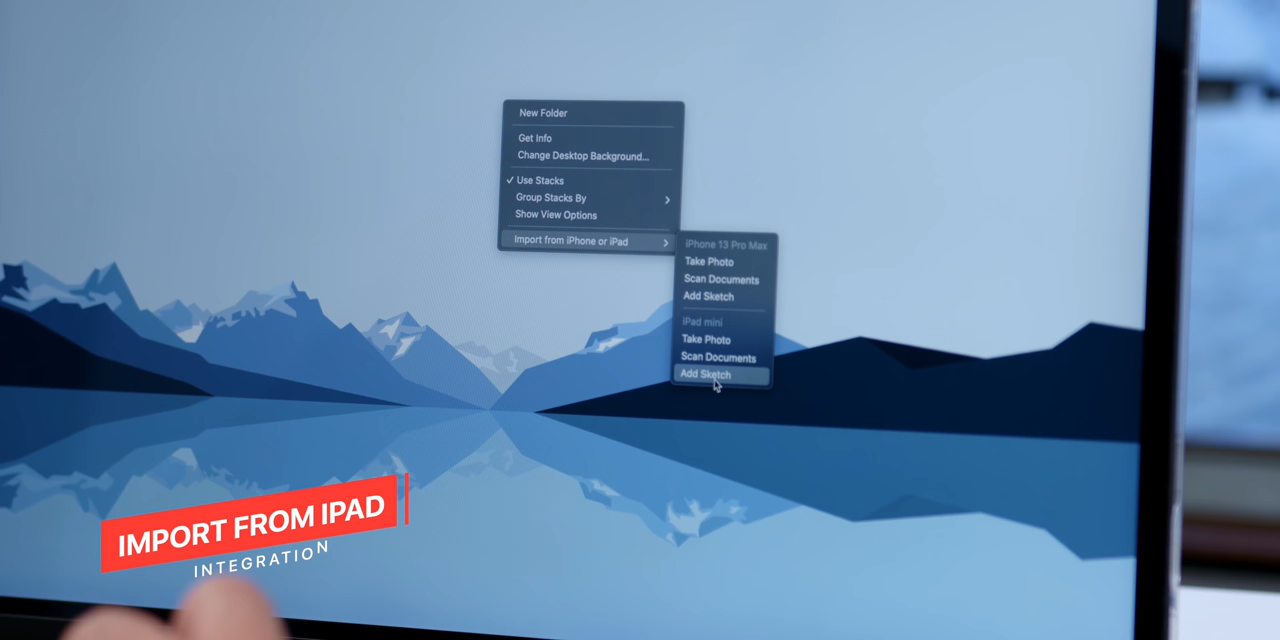 New Folder
Get Info
Change Desktop Background...
✓ Use Stacks
Group Stacks By
Show View Options
Import from iPhone or iPad
iPhone 13 Pro Max
Take Photo
Scan Documents
Add Sketch
iPad mini
Take Photo
Scan Documents
Add Sketch
IMPORT FROM IPAD
INTEGRATION